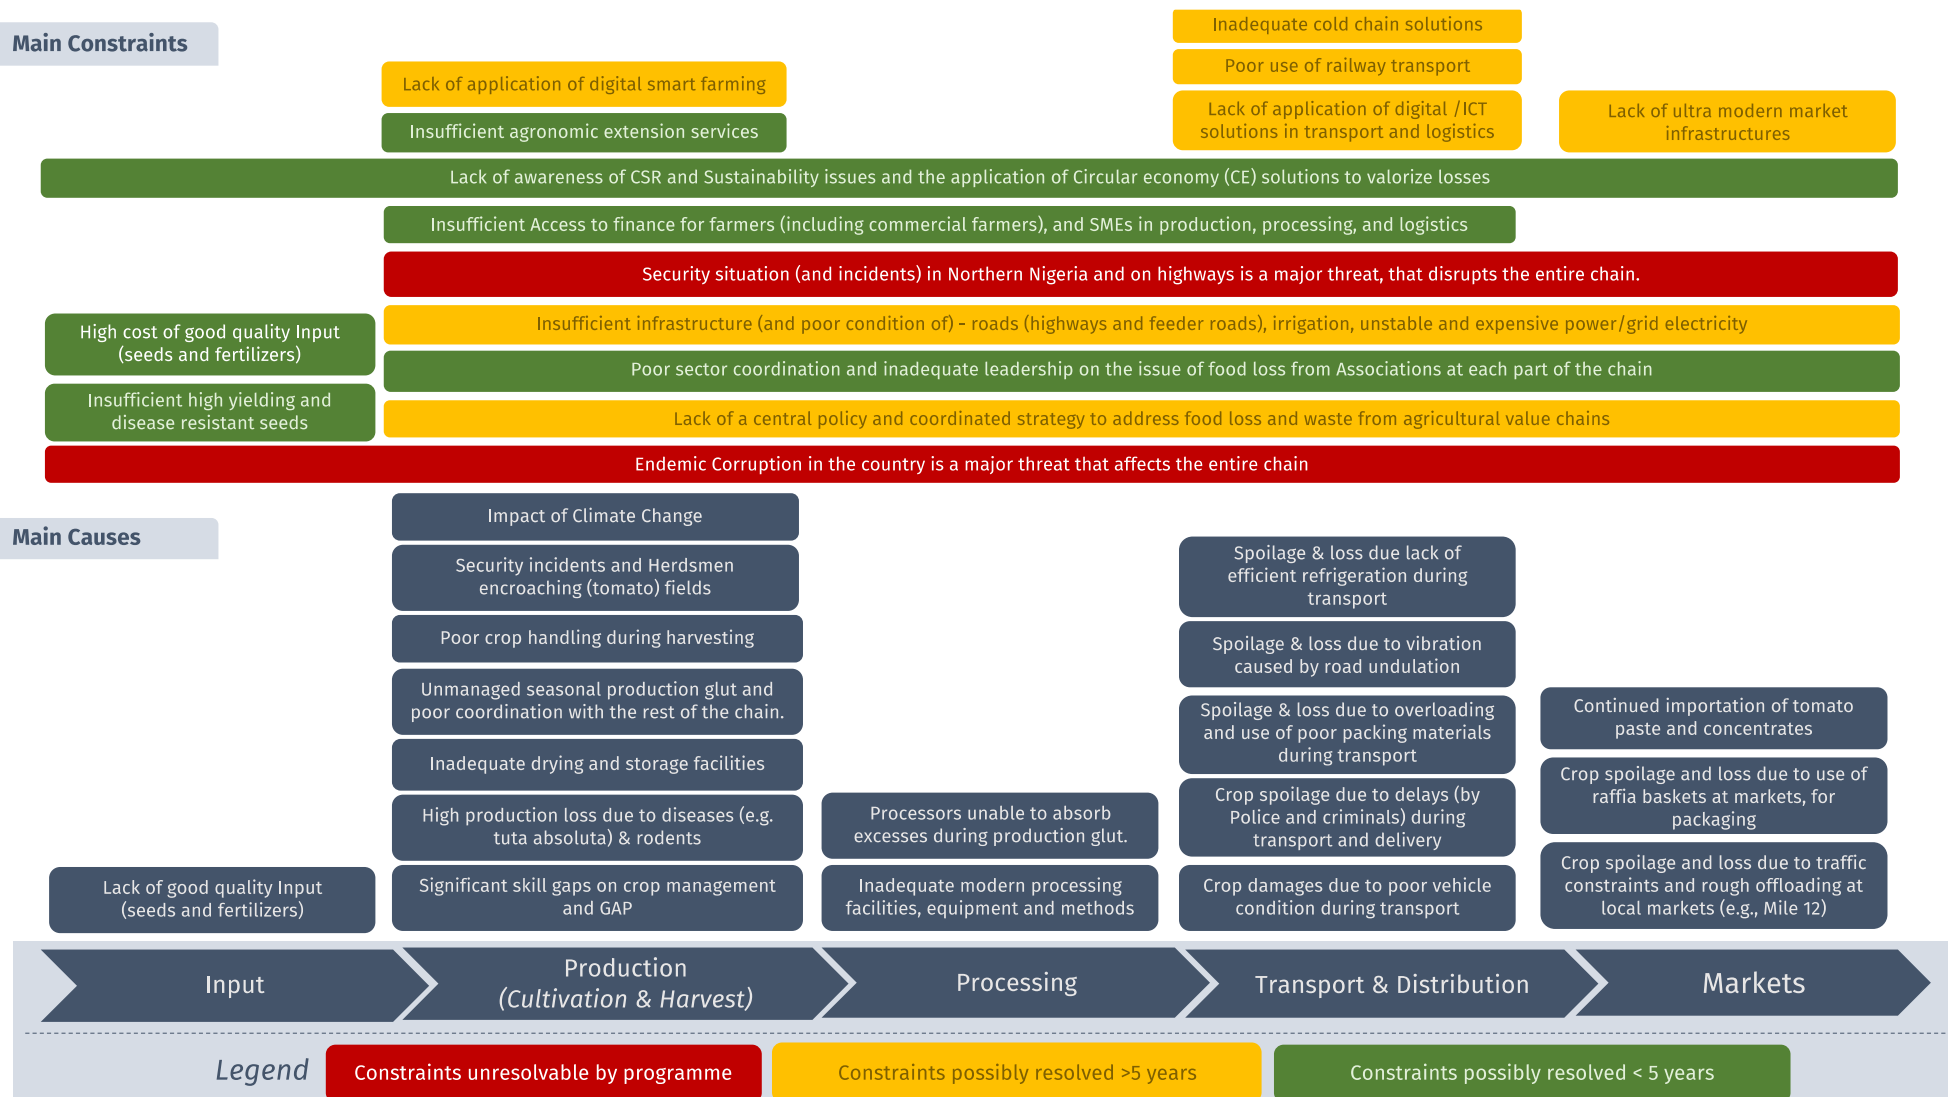 Main Constraints
Inadequate cold chain solutions
Poor use of railway transport
Lack of application of digital smart farming
Lack of application of digital /ICT
solutions in transport and logistics
Lack of ultra modern market
infrastructures
Insufficient agronomic extension services
Lack of awareness of CSR and Sustainability issues and the application of Circular economy (CE) solutions to valorize losses
Insufficient Access to finance for farmers (including commercial farmers), and SMEs in production, processing, and logistics
Security situation (and incidents) in Northern Nigeria and on highways is a major threat, that disrupts the entire chain.
High cost of good quality Input
(seeds and fertilizers)
Insufficient infrastructure (and poor condition of) - roads (highways and feeder roads), irrigation, unstable and expensive power/grid electricity
Poor sector coordination and inadequate leadership on the issue of food loss from Associations at each part of the chain
Insufficient high yielding and
disease resistant seeds
Lack of a central policy and coordinated strategy to address food loss and waste from agricultural value chains
Endemic Corruption in the country is a major threat that affects the entire chain
Main Causes
Lack of good quality Input
(seeds and fertilizers)
Impact of Climate Change
Security incidents and Herdsmen
encroaching (tomato) fields
Poor crop handling during harvesting
Unmanaged seasonal production glut and
poor coordination with the rest of the chain.
Inadequate drying and storage facilities
High production loss due to diseases (e.g.
tuta absoluta) & rodents
Significant skill gaps on crop management
and GAP
Processors unable to absorb
excesses during production glut.
Inadequate modern processing
facilities, equipment and methods
Spoilage & loss due lack of
efficient refrigeration during
transport
Spoilage & loss due to vibration
caused by road undulation
Spoilage & loss due to overloading
and use of poor packing materials
during transport
Crop spoilage due to delays (by
Police and criminals) during
transport and delivery
Crop damages due to poor vehicle
condition during transport
Continued importation of tomato
paste and concentrates
Crop spoilage and loss due to use of
raffia baskets at markets, for
packaging
Crop spoilage and loss due to traffic
constraints and rough offloading at
local markets (e.g., Mile 12)
Input
Production
(Cultivation & Harvest)
Processing
Transport & Distribution
Markets
Legend
Constraints unresolvable by programme
Constraints possibly resolved >5 years
Constraints possibly resolved < 5 years